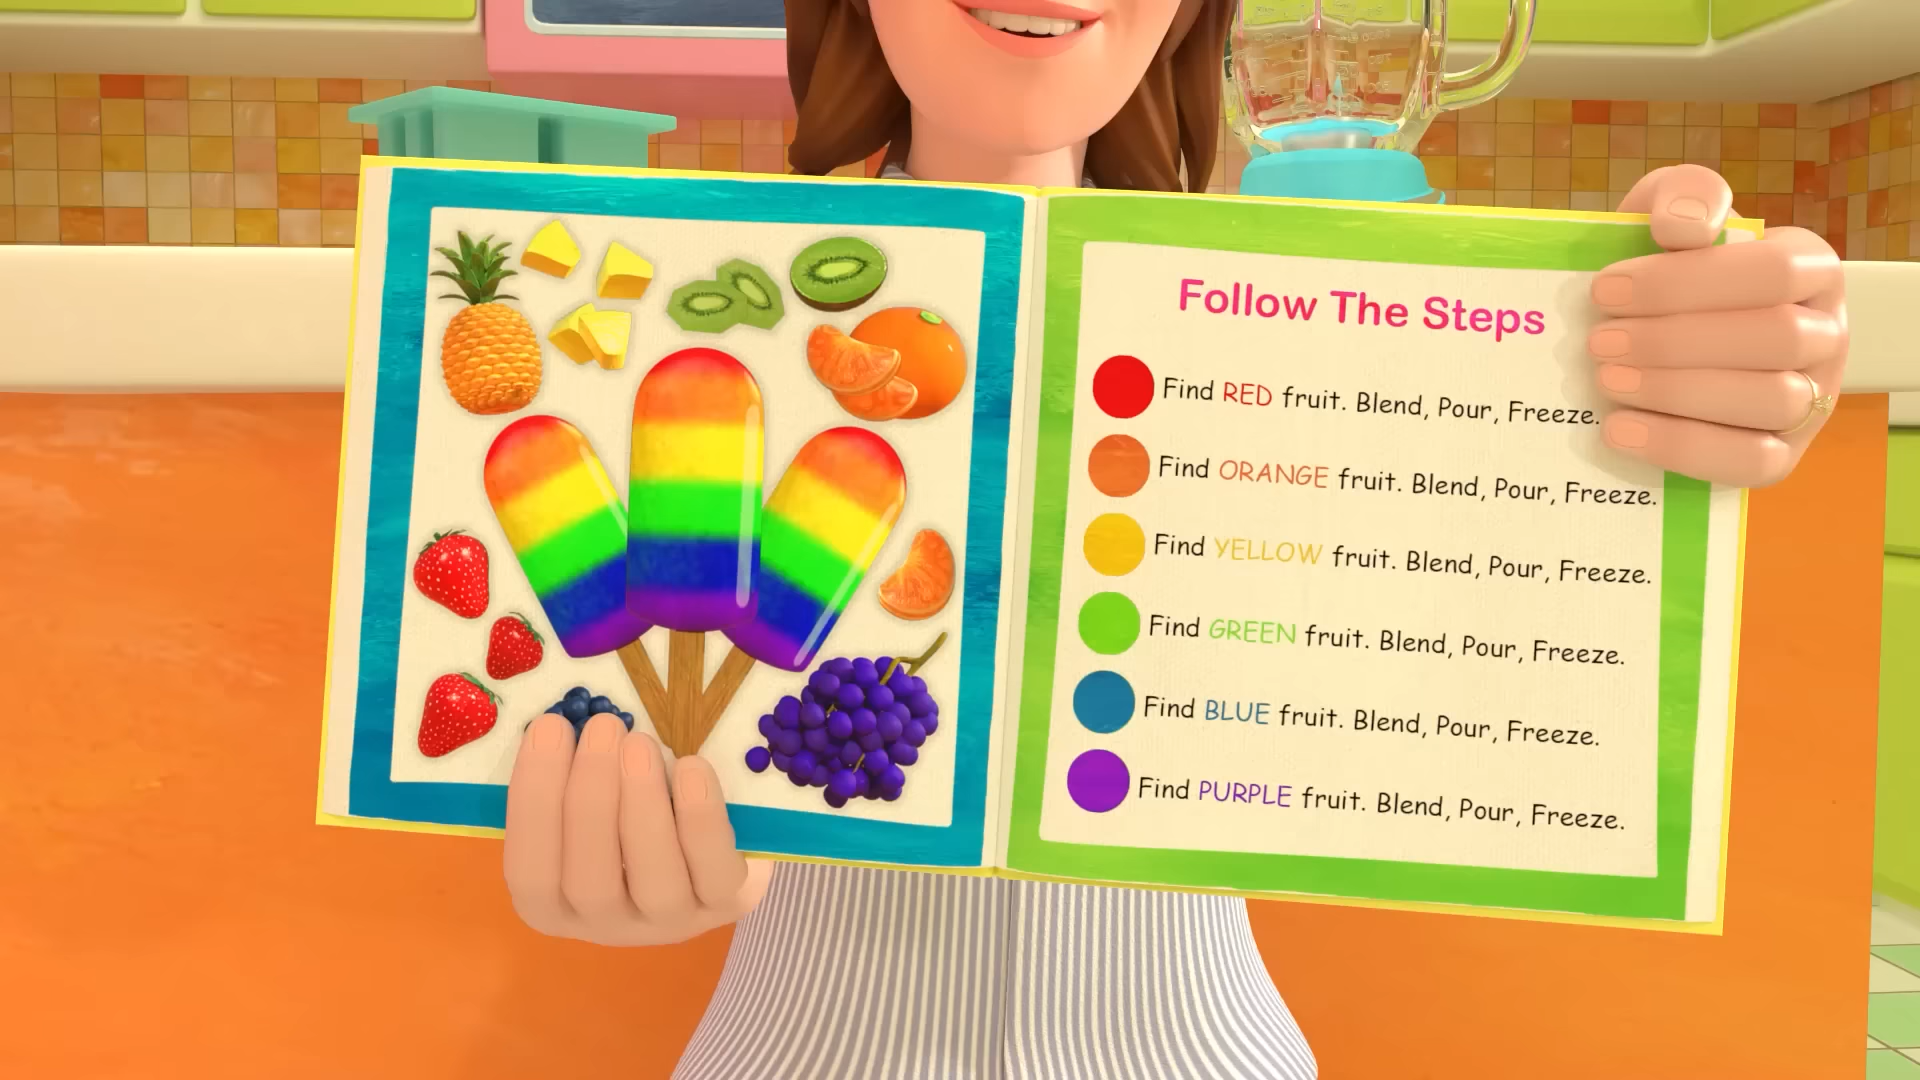 Follow The Steps
Find RED fruit. Blend, Pour, Freeze.
Find ORANGE fruit. Blend, Pour, Freeze.
Find YELLOW fruit. Blend, Pour, Freeze.
Find GREEN fruit. Blend, Pour, Freeze.
Find BLUE fruit. Blend, Pour, Freeze.
Find PURPLE fruit. Blend, Pour, Freeze.